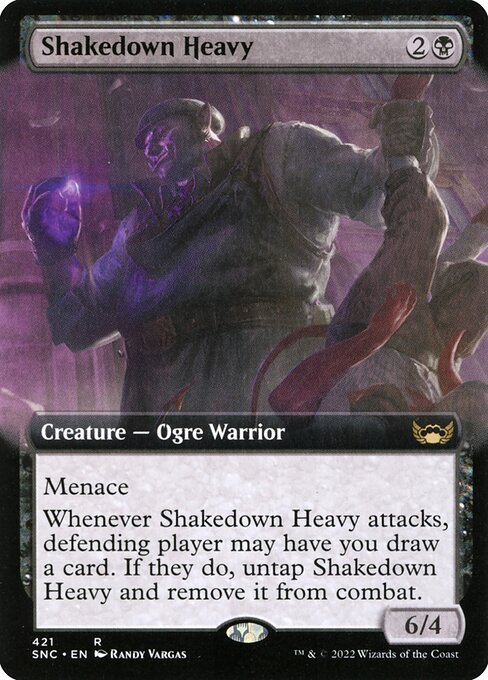 Shakedown Heavy 2
Creature — Ogre Warrior
Menace
Whenever Shakedown Heavy attacks,
defending player may have you draw
a card. If they do, untap Shakedown
Heavy and remove it from combat.
6/4
421 R
SNC • EN Randy Vargas ™ & © 2022 Wizards of the Coast